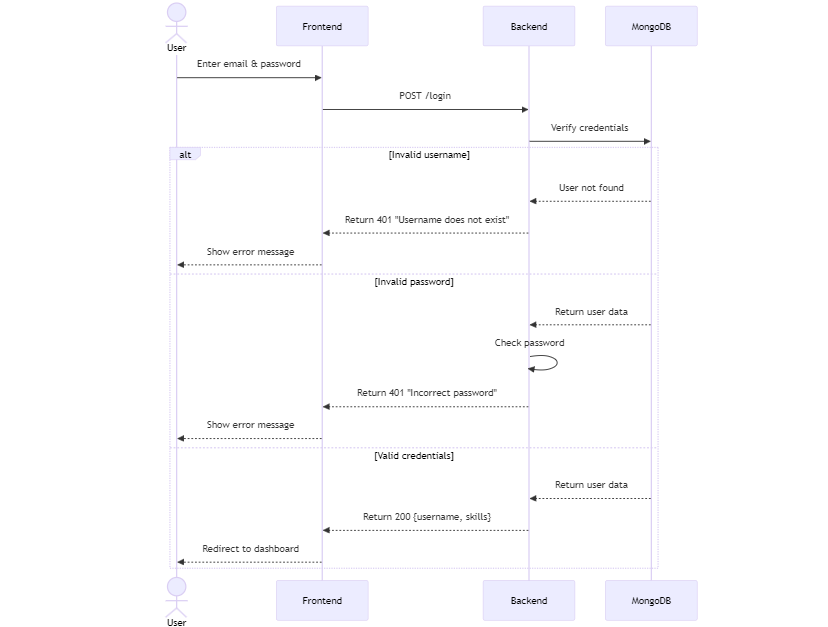 Frontend
Backend
MongoDB
User
Enter email & password
POST /login
Verify credentials
alt
[Invalid username]
User not found
Return 401 "Username does not exist"
Show error message
[Invalid password]
Return user data
Check password
Return 401 "Incorrect password"
Show error message
[Valid credentials]
Return user data
Return 200 {username, skills}
Redirect to dashboard
Frontend
Backend
MongoDB
User